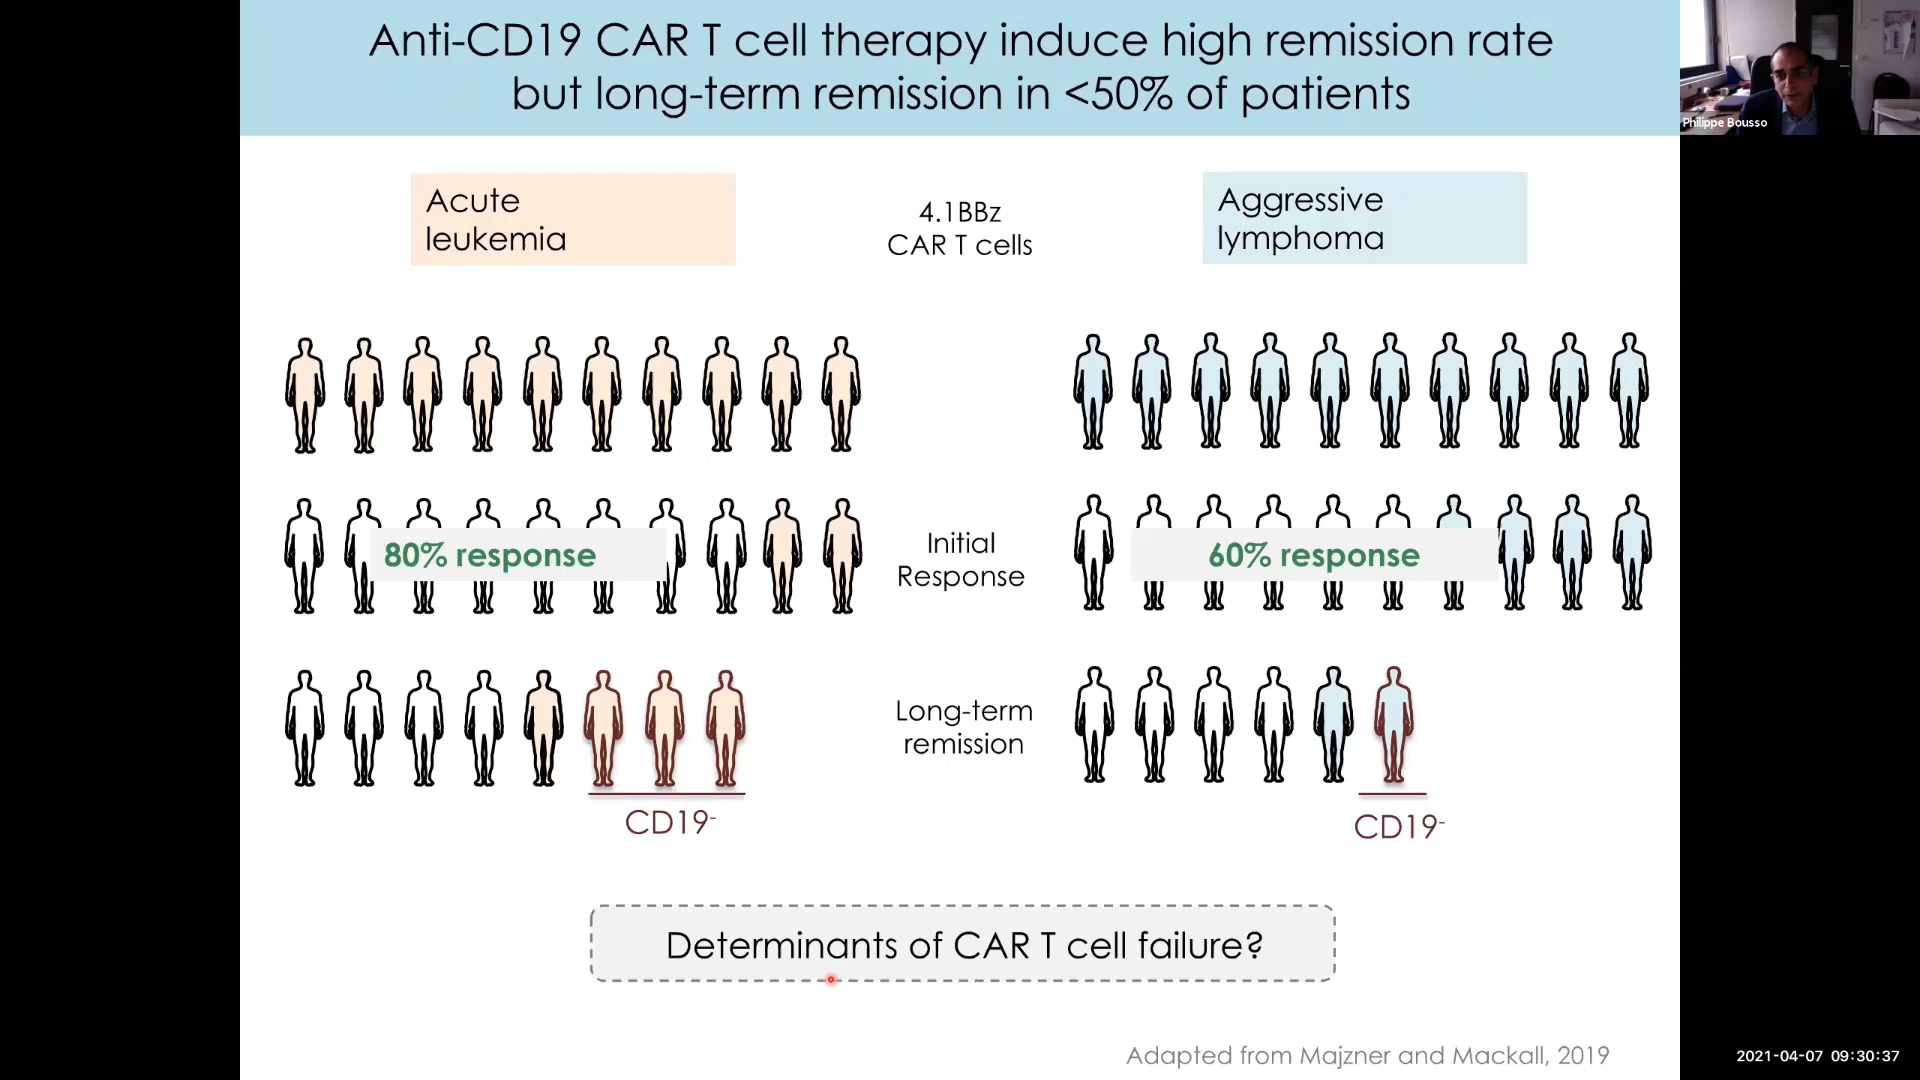 Anti-CD19 CAR T cell therapy induce high remission rate
but long-term remission in <50% of patients
Philippe Bousso
Acute
leukemia
4.1BBz
CAR T cells
Aggressive
lymphoma
80% response
Initial
Response
60% response
Long-term
remission
CD19-
CD19-
Determinants of CAR T cell failure?
Adapted from Majzner and Mackall, 2019
2021-04-07 09:30:37